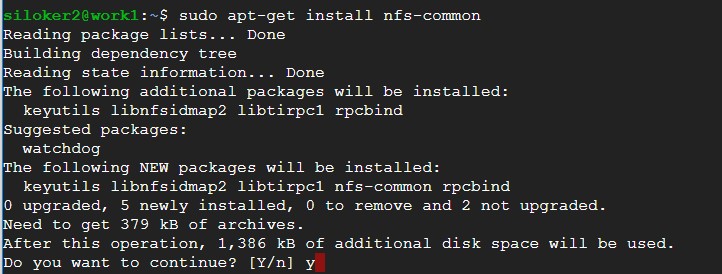 siloker2@work1:~$ sudo apt-get install nfs-common
Reading package lists... Done
Building dependency tree
Reading state information... Done
The following additional packages will be installed:
  keyutils libnfsidmap2 libtirpc1 rpcbind
Suggested packages:
  watchdog
The following NEW packages will be installed:
  keyutils libnfsidmap2 libtirpc1 nfs-common rpcbind
0 upgraded, 5 newly installed, 0 to remove and 2 not upgraded.
Need to get 379 kB of archives.
After this operation, 1,386 kB of additional disk space will be used.
Do you want to continue? [Y/n] y